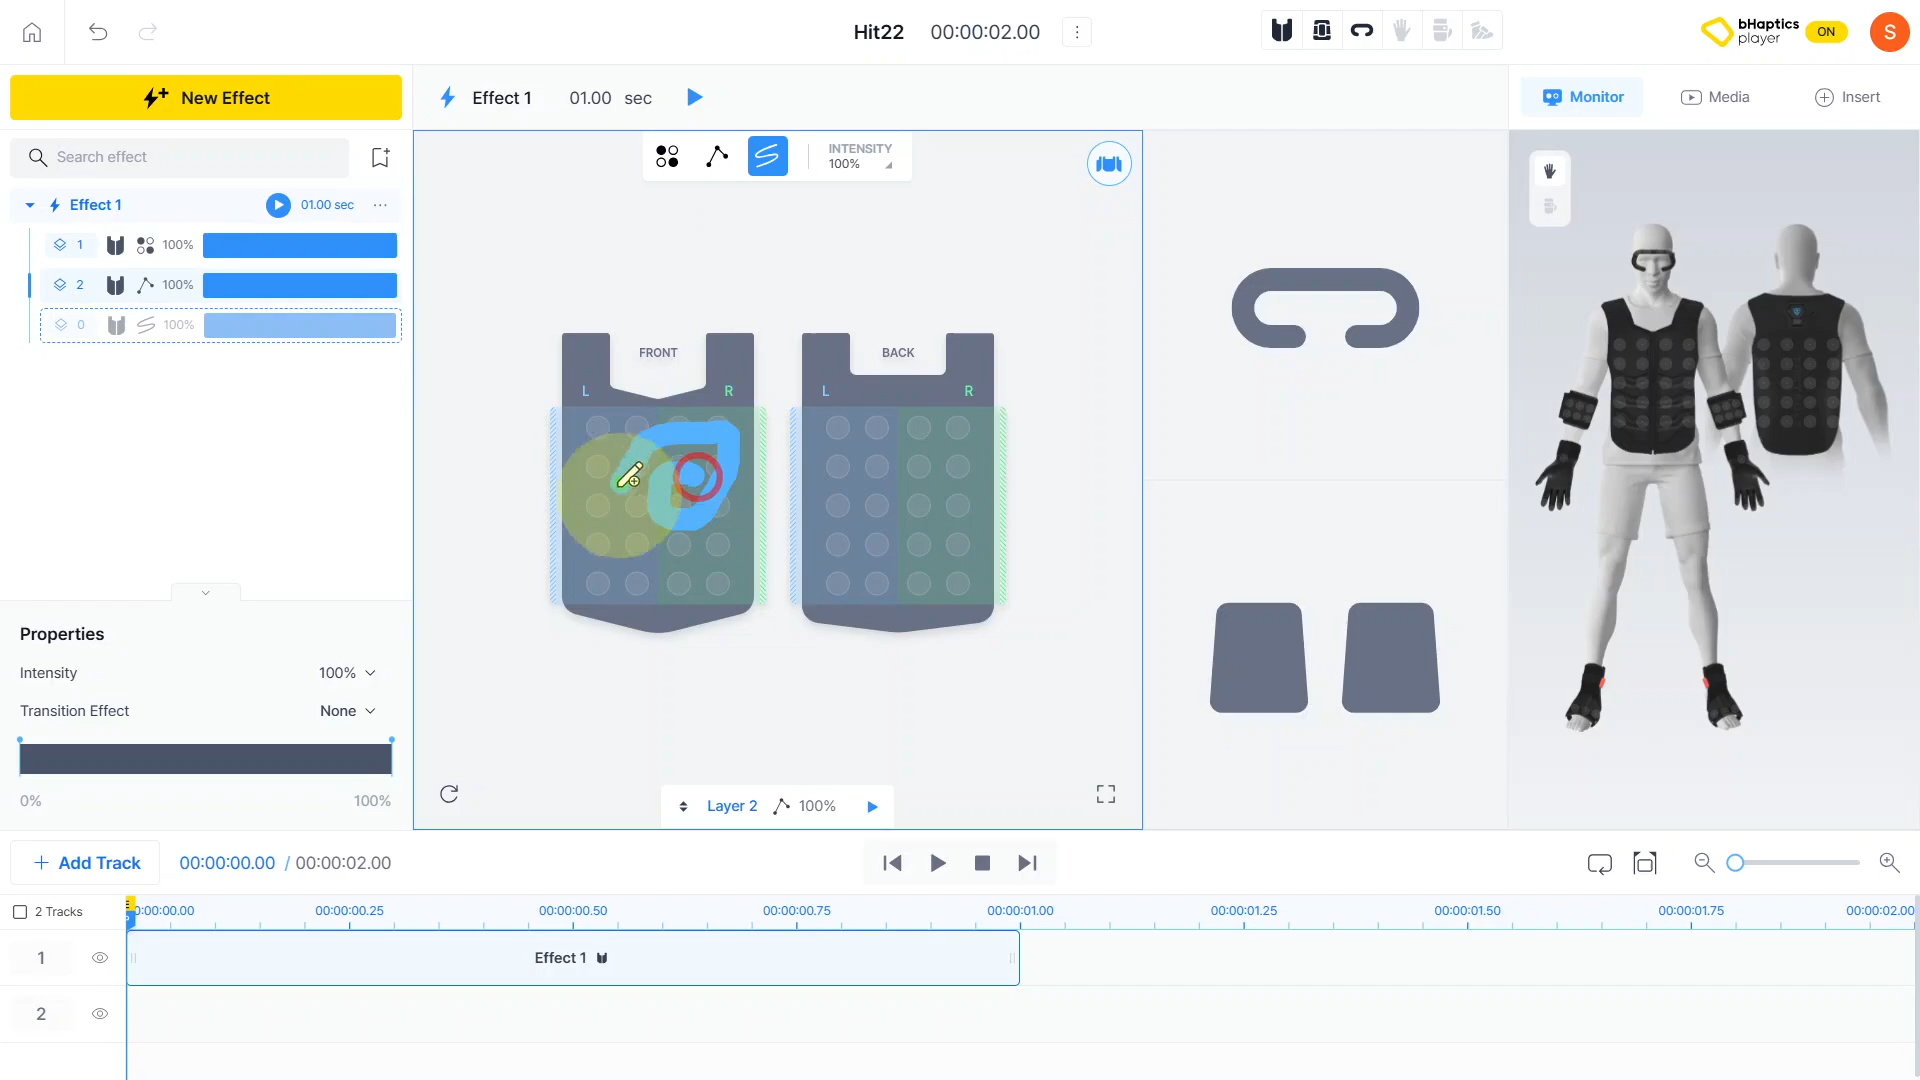 Hit22 00:00:02.00
bHaptics
player
ON
S
New Effect
Effect 1 01.00 sec
Monitor
Media
Insert
Search effect
INTENSITY
100%
Effect 1 01.00 sec
1 100%
2 100%
0 100%
FRONT
L R
BACK
L R
Properties
Intensity 100%
Transition Effect None
0% 100%
Layer 2 100%
Add Track 00:00:00.00 / 00:00:02.00
2 Tracks
0:00:00.00 00:00:00.25 00:00:00.50 00:00:00.75 00:00:01.00 00:00:01.25 00:00:01.50 00:00:01.75 00:00:02.00
1 Effect 1
2